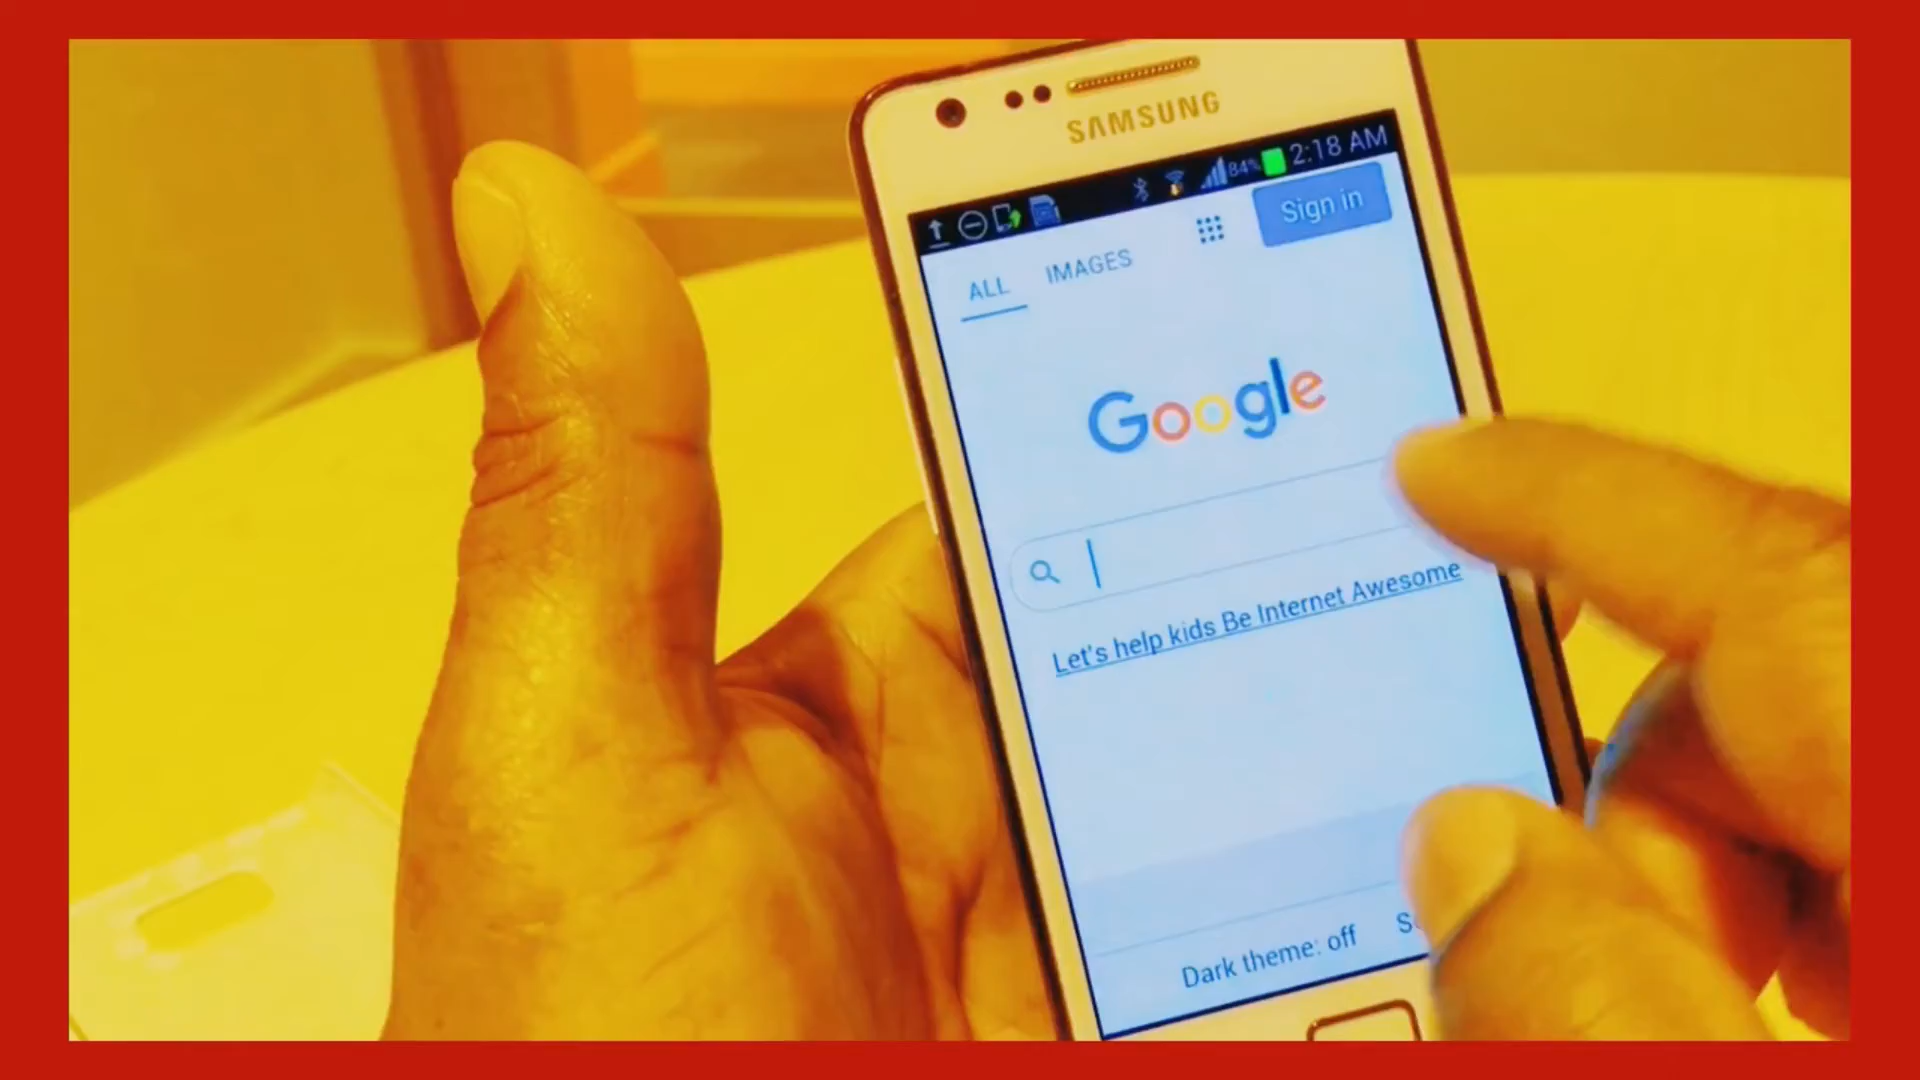 SAMSUNG
84% 2:18 AM
Sign in
ALL IMAGES
Google
Let's help kids Be Internet Awesome
Dark theme: off